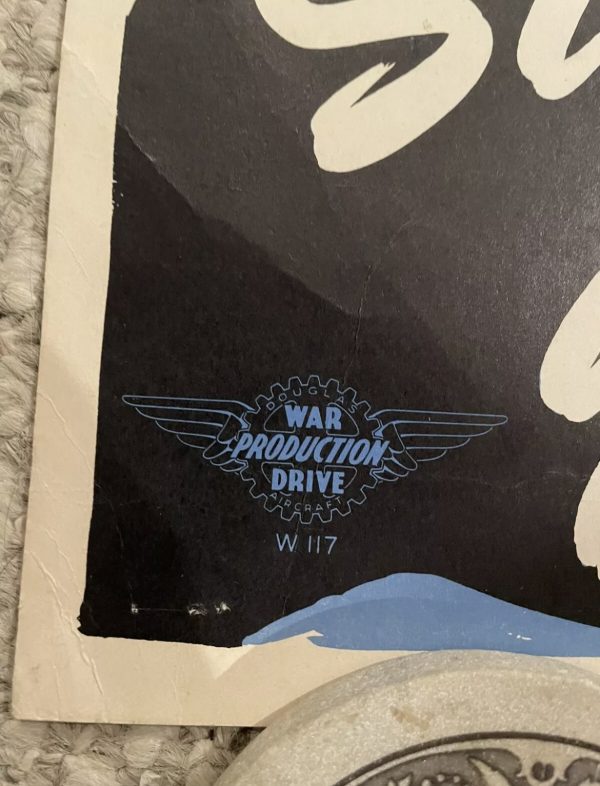 DOUGLAS
WAR
PRODUCTION
DRIVE
AIRCRAFT
W 117